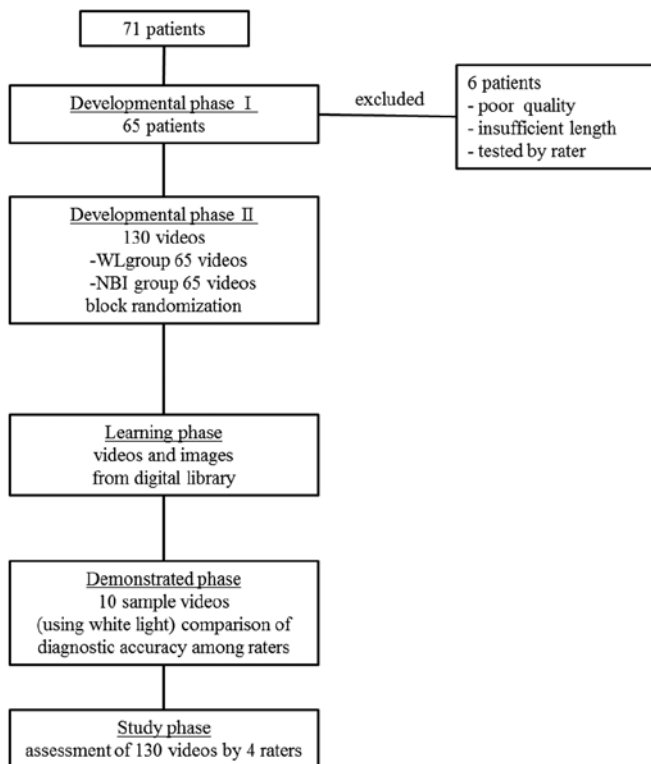 71 patients
Developmental phase Ⅰ
65 patients
excluded
6 patients
- poor quality
- insufficient length
- tested by rater
Developmental phase Ⅱ
130 videos
-WLgroup 65 videos
-NBI group 65 videos
block randomization
Learning phase
videos and images
from digital library
Demonstrated phase
10 sample videos
(using white light) comparison of
diagnostic accuracy among raters
Study phase
assessment of 130 videos by 4 raters